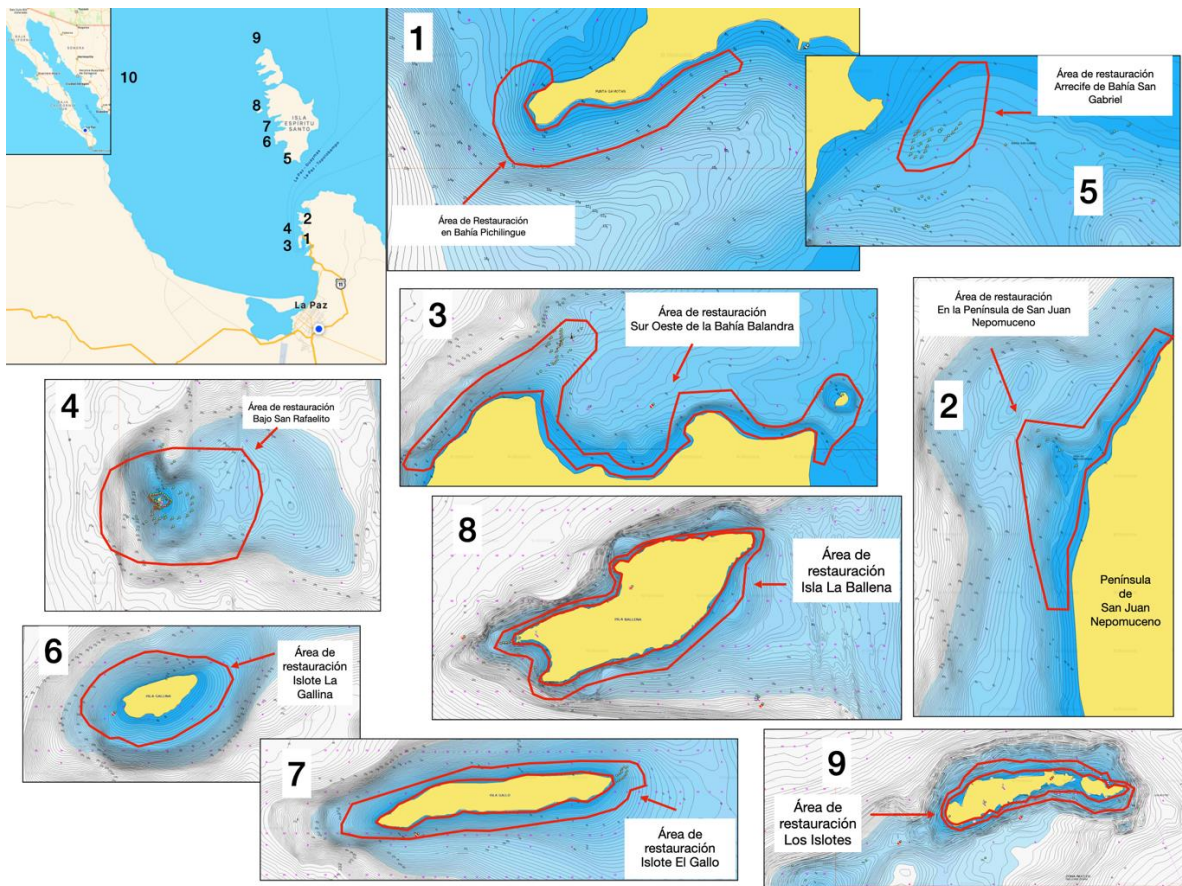 9
10
8
7
6
5
ISLA
ESPÍRITU
SANTO
2
4
1
3
La Paz
11
1
PUNTA LA PITAYA
Área de Restauración
en Bahía Pichilingue
Área de restauración
Arrecife de Bahía San
Gabriel
5
3
Área de restauración
Sur Oeste de la Bahía Balandra
Área de restauración
En la Península de San Juan
Nepomuceno
2
Península
de
San Juan
Nepomuceno
4
Área de restauración
Bajo San Rafaelito
8
Área de
restauración
Isla La Ballena
ISLA BALLENA
6
Área de
restauración
Islote La
Gallina
ISLA GALLINA
7
ISLA GALLO
Área de
restauración
Islote El Gallo
9
Área de
restauración
Los Islotes